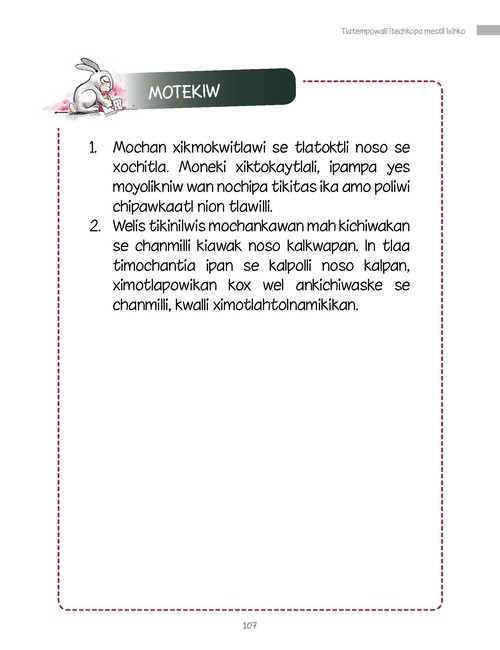 Tlatempowalli itechkopa mestli ixihko
MOTEKIW
1. Mochan xikmokwitlawi se tlatoktli noso se
xochitla. Moneki xiktokaytlali, ipampa yes
moyolikniw wan nochipa tikitas ika amo poliwi
chipawkaatl nion tlawilli.
2. Welis tikinilwis mochankawan mah kichiwakan
se chanmilli kiawak noso kalkwapan. In tlaa
timochantia ipan se kalpolli noso kalpan,
ximotlapowikan kox wel ankichiwaske se
chanmilli, kwalli ximotlahtolnamikikan.
107